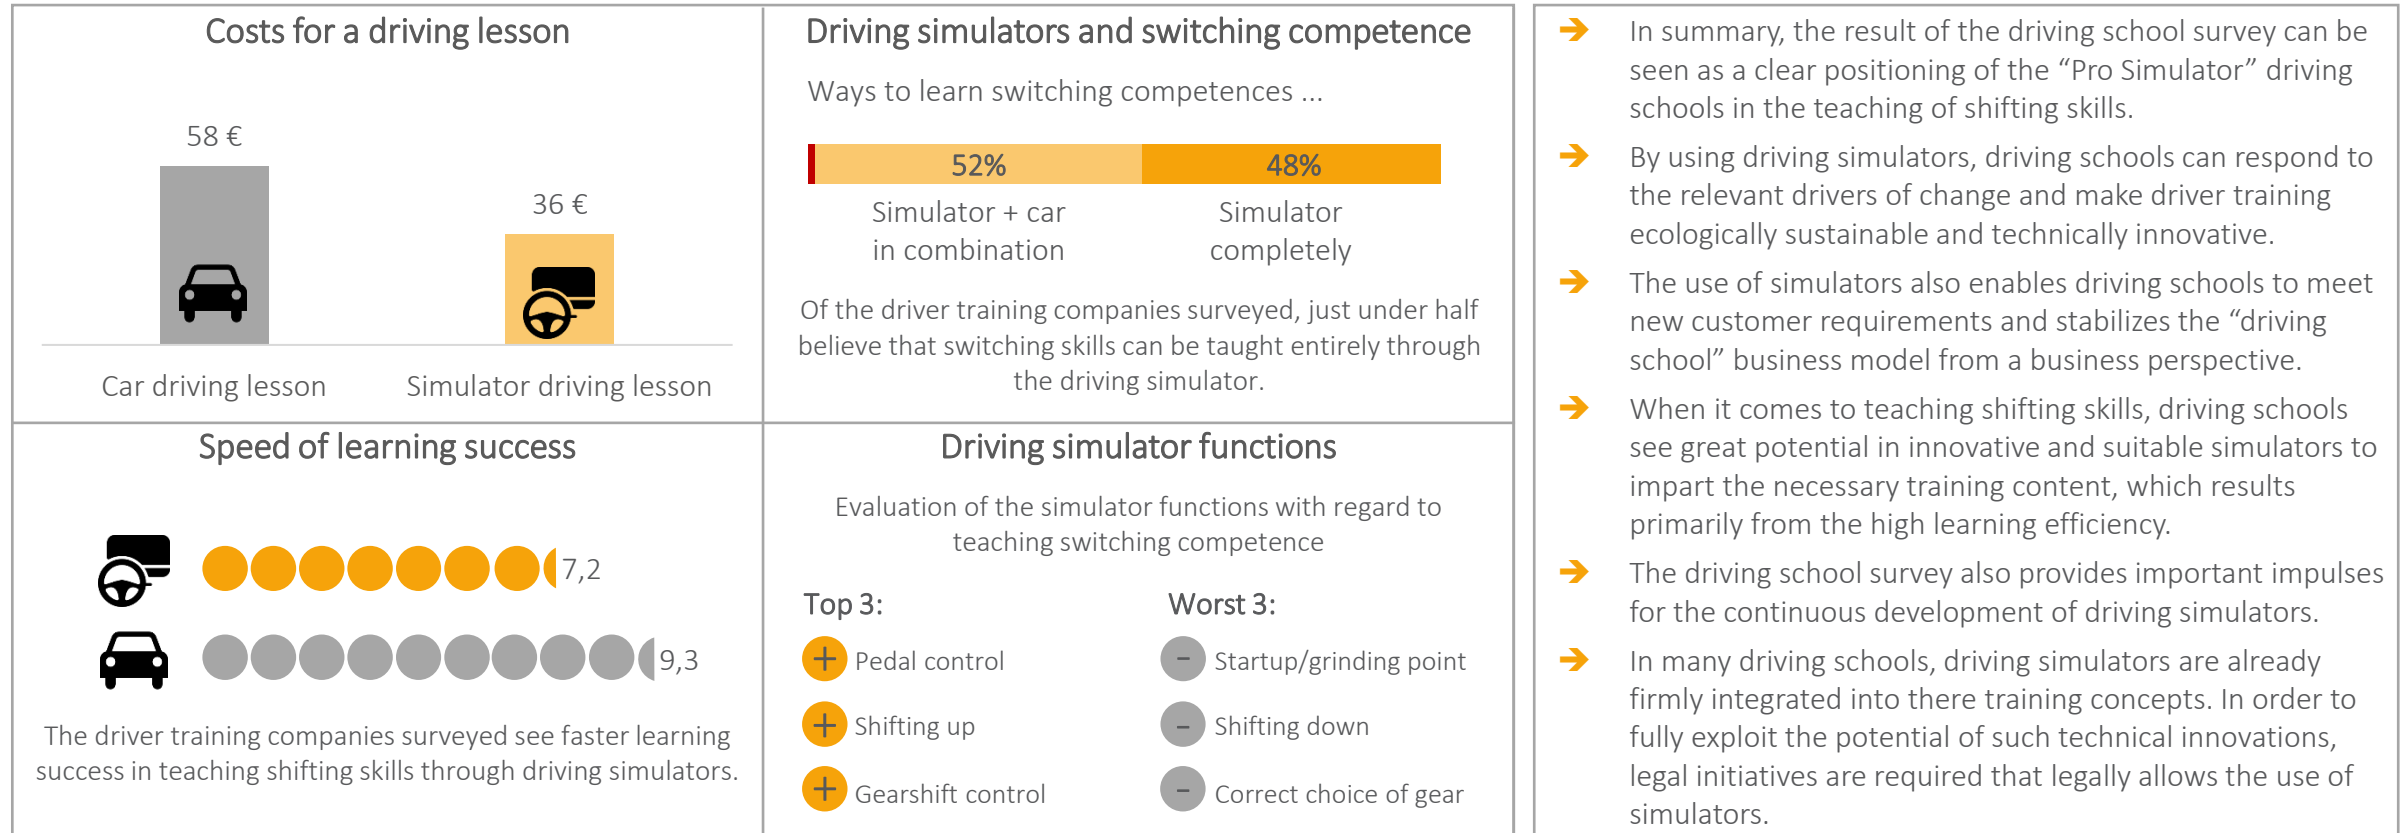 Costs for a driving lesson
58 €
36 €
Car driving lesson
Simulator driving lesson
Driving simulators and switching competence
Ways to learn switching competences ...
52%
48%
Simulator + car
in combination
Simulator
completely
Of the driver training companies surveyed, just under half
believe that switching skills can be taught entirely through
the driving simulator.
Speed of learning success
7,2
9,3
The driver training companies surveyed see faster learning
success in teaching shifting skills through driving simulators.
Driving simulator functions
Evaluation of the simulator functions with regard to
teaching switching competence
Top 3:
+ Pedal control
+ Shifting up
+ Gearshift control
Worst 3:
- Startup/grinding point
- Shifting down
- Correct choice of gear
➔ In summary, the result of the driving school survey can be
seen as a clear positioning of the “Pro Simulator” driving
schools in the teaching of shifting skills.
➔ By using driving simulators, driving schools can respond to
the relevant drivers of change and make driver training
ecologically sustainable and technically innovative.
➔ The use of simulators also enables driving schools to meet
new customer requirements and stabilizes the “driving
school” business model from a business perspective.
➔ When it comes to teaching shifting skills, driving schools
see great potential in innovative and suitable simulators to
impart the necessary training content, which results
primarily from the high learning efficiency.
➔ The driving school survey also provides important impulses
for the continuous development of driving simulators.
➔ In many driving schools, driving simulators are already
firmly integrated into there training concepts. In order to
fully exploit the potential of such technical innovations,
legal initiatives are required that legally allows the use of
simulators.